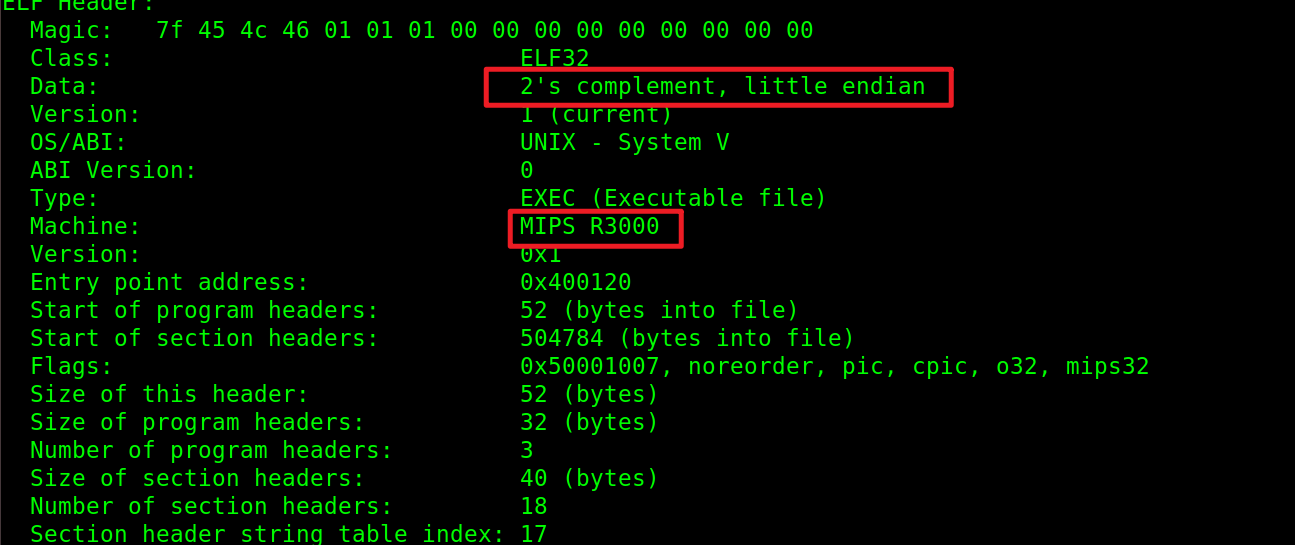 ELF Header:
Magic: 7f 45 4c 46 01 01 01 00 00 00 00 00 00 00 00 00
Class: ELF32
Data: 2's complement, little endian
Version: 1 (current)
OS/ABI: UNIX - System V
ABI Version: 0
Type: EXEC (Executable file)
Machine: MIPS R3000
Version: 0x1
Entry point address: 0x400120
Start of program headers: 52 (bytes into file)
Start of section headers: 504784 (bytes into file)
Flags: 0x50001007, noreorder, pic, cpic, o32, mips32
Size of this header: 52 (bytes)
Size of program headers: 32 (bytes)
Number of program headers: 3
Size of section headers: 40 (bytes)
Number of section headers: 18
Section header string table index: 17